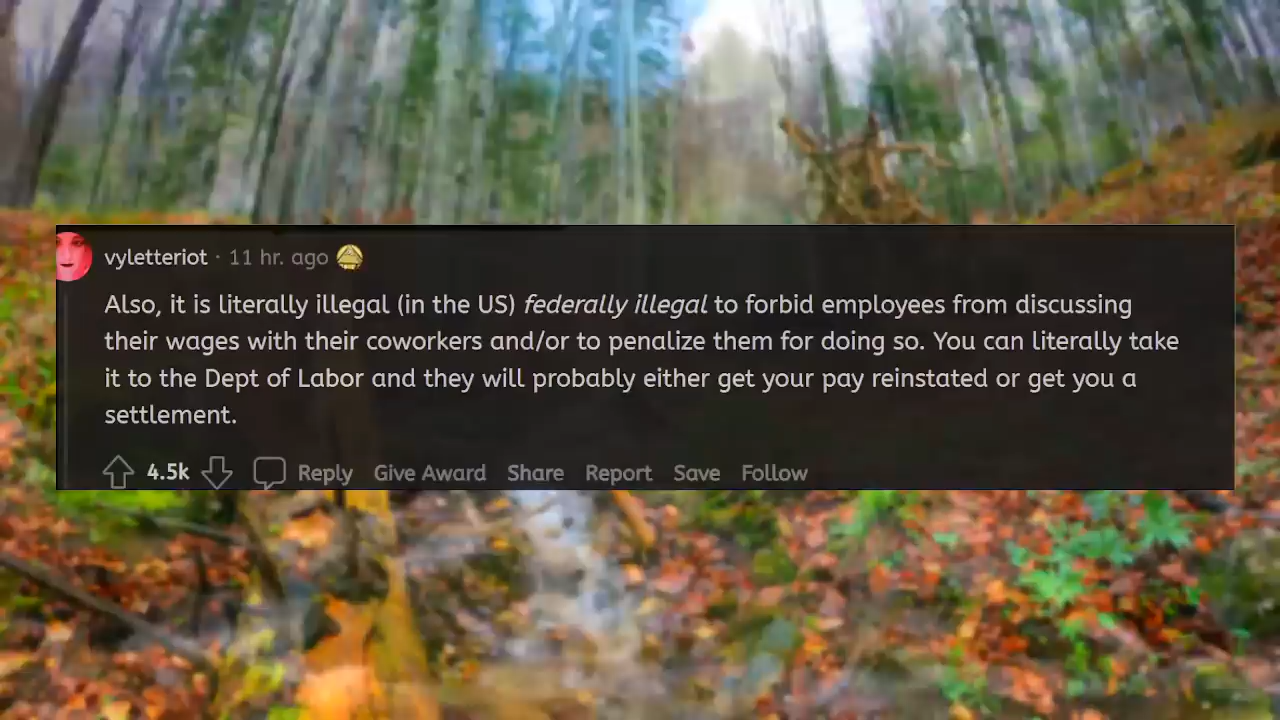 vyletteriot · 11 hr. ago
Also, it is literally illegal (in the US) federally illegal to forbid employees from discussing
their wages with their coworkers and/or to penalize them for doing so. You can literally take
it to the Dept of Labor and they will probably either get your pay reinstated or get you a
settlement.
4.5k Reply Give Award Share Report Save Follow